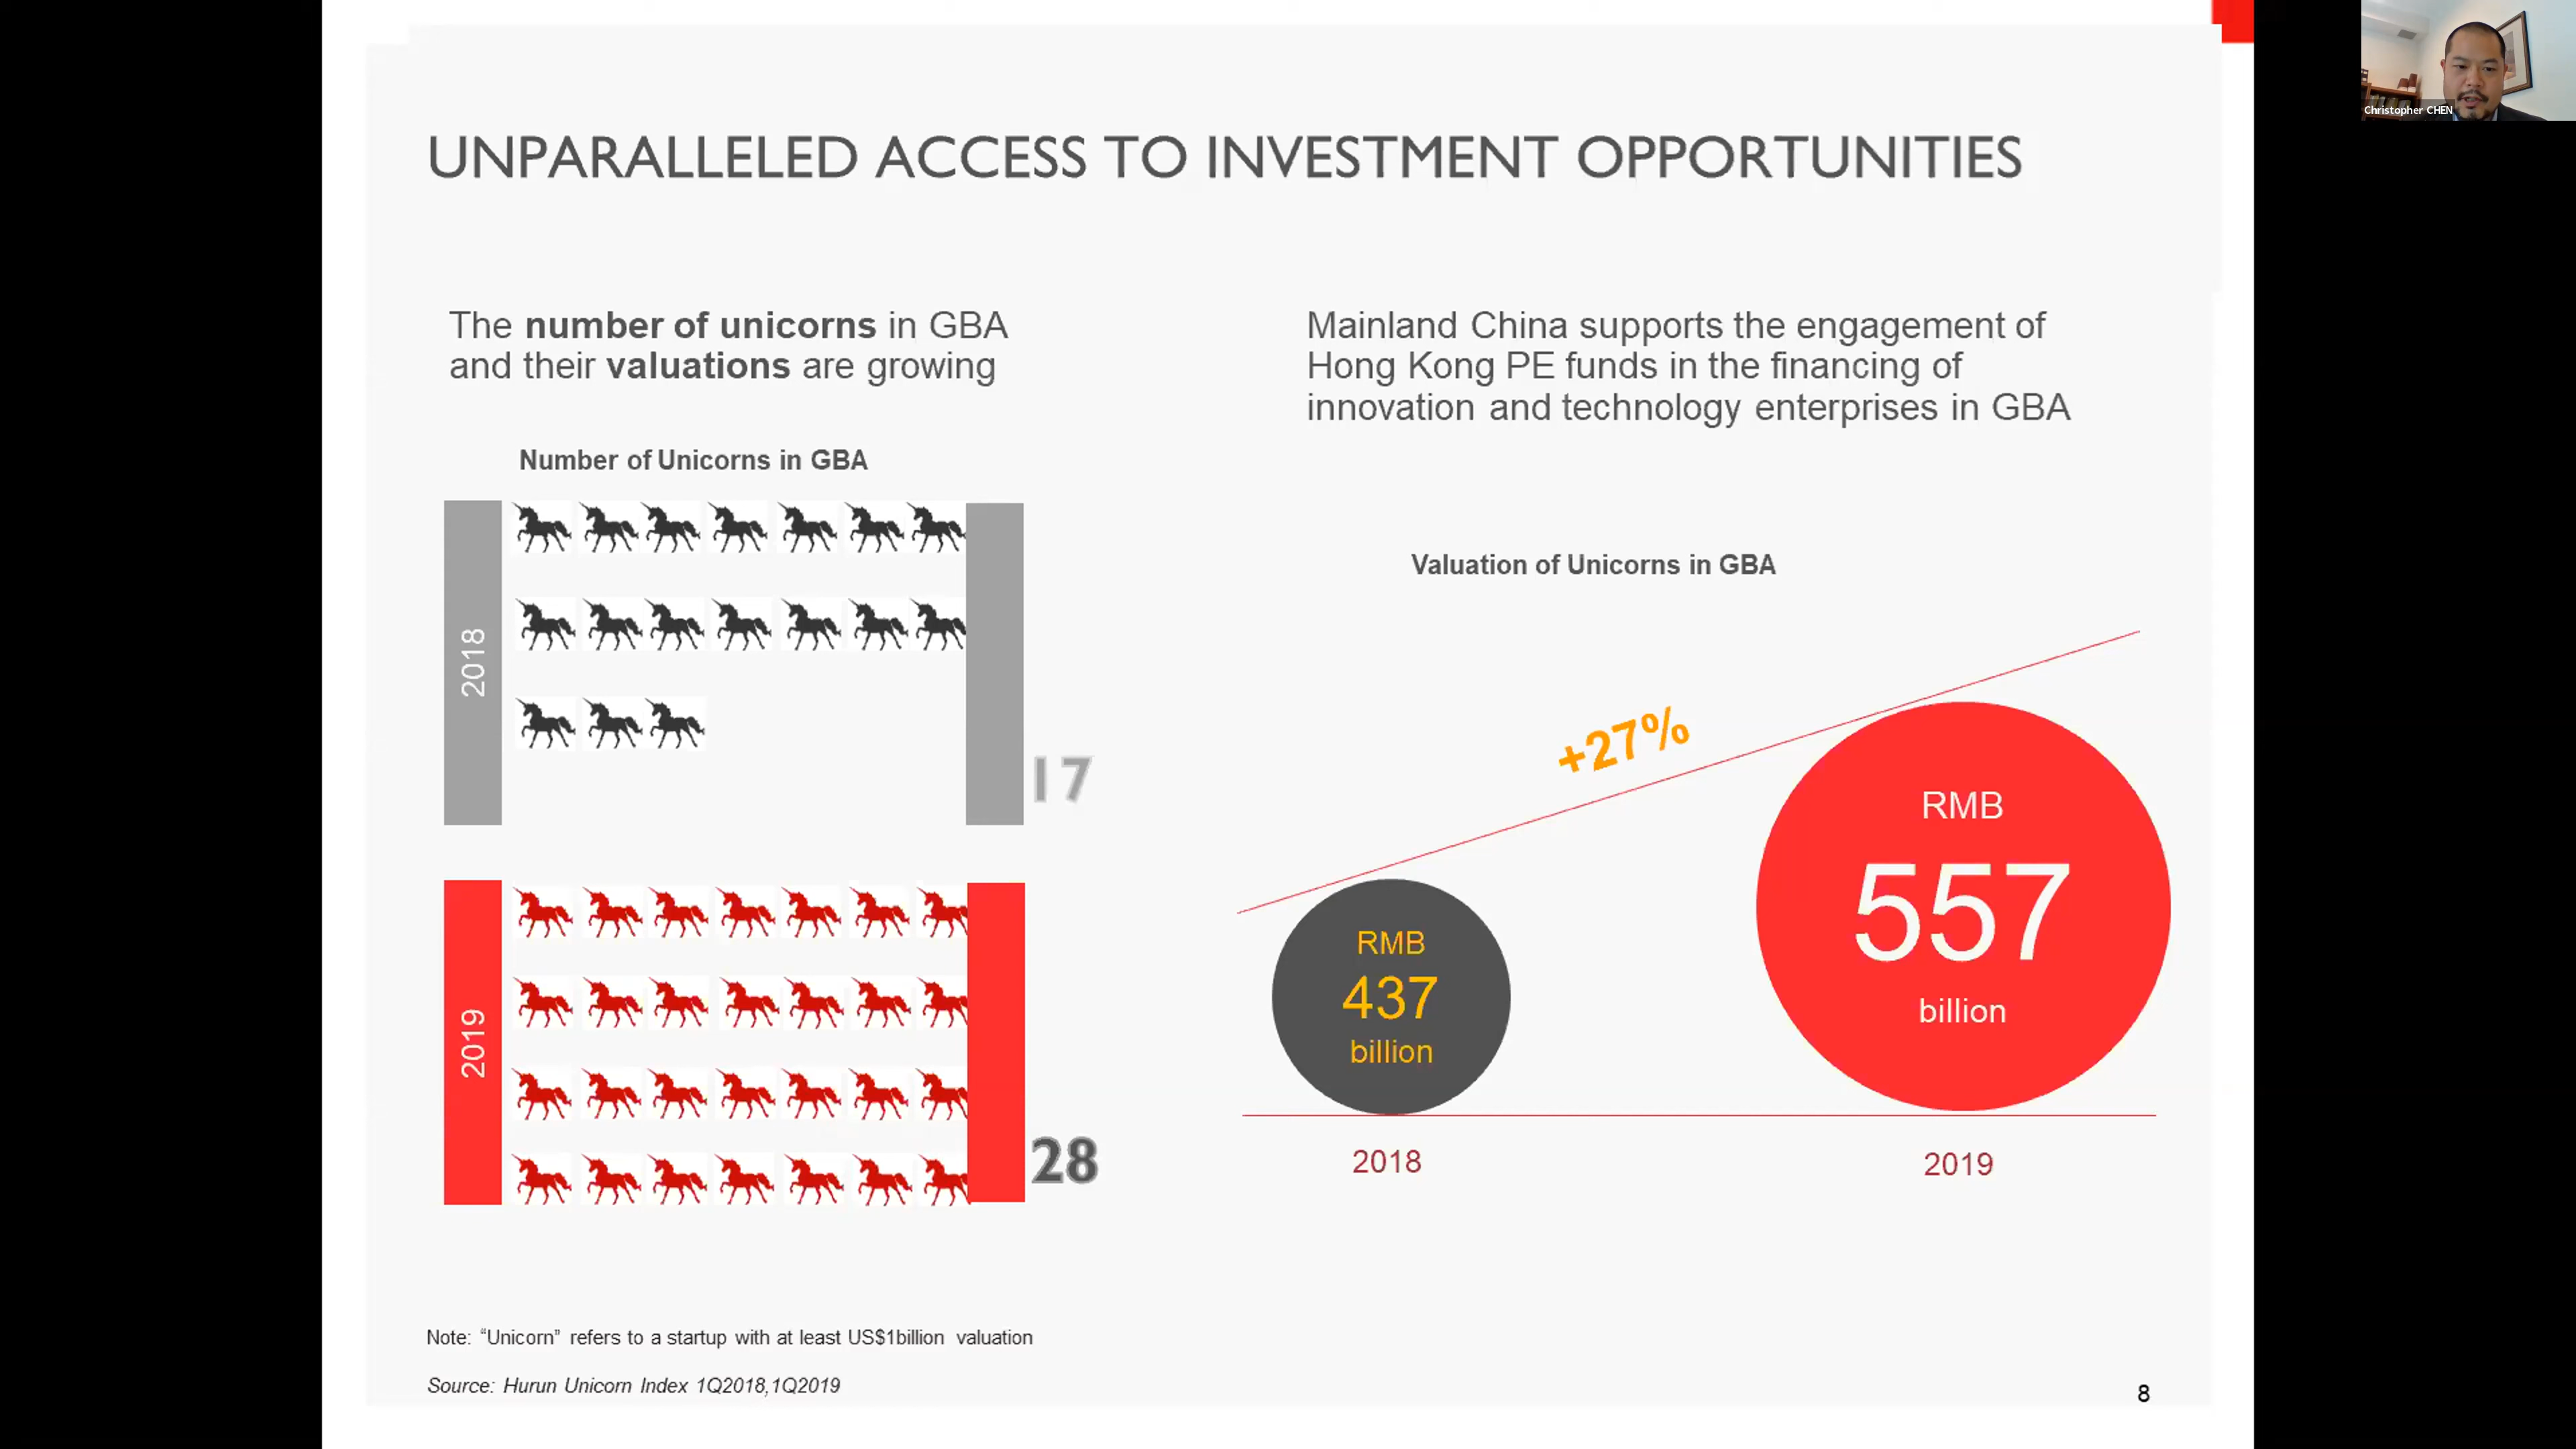 UNPARALLELED ACCESS TO INVESTMENT OPPORTUNITIES
Christopher CHEN
The number of unicorns in GBA
and their valuations are growing
Number of Unicorns in GBA
2018
17
2019
28
Mainland China supports the engagement of
Hong Kong PE funds in the financing of
innovation and technology enterprises in GBA
Valuation of Unicorns in GBA
+27%
RMB
437
billion
RMB
557
billion
2018
2019
Note: “Unicorn” refers to a startup with at least US$1billion valuation
Source: Hurun Unicorn Index 1Q2018,1Q2019
8